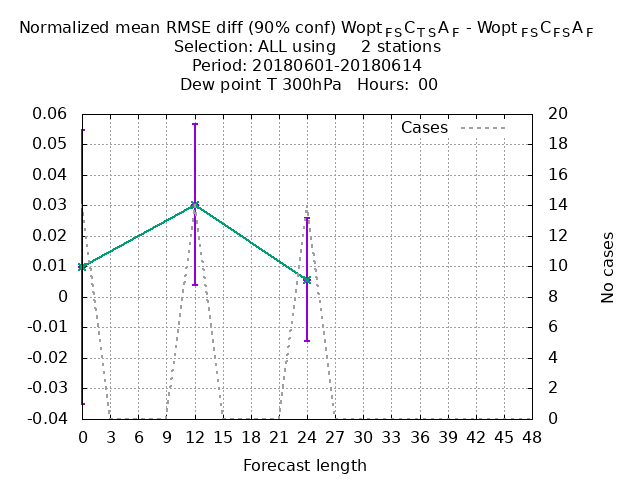 Normalized mean RMSE diff (90% conf) Wopt FS C T S A F - Wopt FS C FS A F
Selection: ALL using 2 stations
Period: 20180601-20180614
Dew point T 300hPa Hours: 00
Cases
0.06
0.05
0.04
0.03
0.02
0.01
0
-0.01
-0.02
-0.03
-0.04
20
18
16
14
12
10
8
6
4
2
0
No cases
0 3 6 9 12 15 18 21 24 27 30 33 36 39 42 45 48
Forecast length